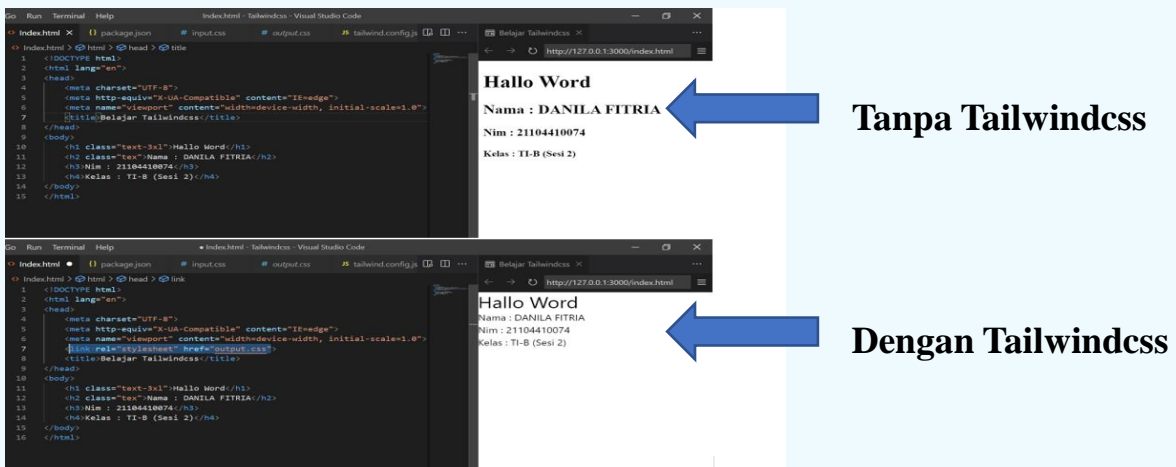 Go Run Terminal Help Index.html - Tailwindcss - Visual Studio Code
Index.html package.json input.css output.css tailwind.config.js
Index.html > html > head > title
1 <!DOCTYPE html>
2 <html lang="en">
3 <head>
4 <meta charset="UTF-8">
5 <meta http-equiv="X-UA-Compatible" content="IE=edge">
6 <meta name="viewport" content="width=device-width, initial-scale=1.0">
7 <title>Belajar Tailwindcss</title>
8 </head>
9 <body>
10 <h1 class="text-3xl">Hallo Word</h1>
11 <h2 class="tex">Nama : DANILA FITRIA</h2>
12 <h3>Nim : 21104410074</h3>
13 <h4>Kelas : TI-B (Sesi 2)</h4>
14 </body>
15 </html>
Belajar Tailwindcss
http://127.0.0.1:3000/index.html
Hallo Word
Nama : DANILA FITRIA
Nim : 21104410074
Kelas : TI-B (Sesi 2)
Tanpa Tailwindcss
Go Run Terminal Help Index.html - Tailwindcss - Visual Studio Code
Index.html package.json input.css output.css tailwind.config.js
Index.html > html > head > link
1 <!DOCTYPE html>
2 <html lang="en">
3 <head>
4 <meta charset="UTF-8">
5 <meta http-equiv="X-UA-Compatible" content="IE=edge">
6 <meta name="viewport" content="width=device-width, initial-scale=1.0">
7 <link rel="stylesheet" href="output.css">
8 <title>Belajar Tailwindcss</title>
9 </head>
10 <body>
11 <h1 class="text-3xl">Hallo Word</h1>
12 <h2 class="tex">Nama : DANILA FITRIA</h2>
13 <h3>Nim : 21104410074</h3>
14 <h4>Kelas : TI-B (Sesi 2)</h4>
15 </body>
16 </html>
Belajar Tailwindcss
http://127.0.0.1:3000/index.html
Hallo Word
Nama : DANILA FITRIA
Nim : 21104410074
Kelas : TI-B (Sesi 2)
Dengan Tailwindcss